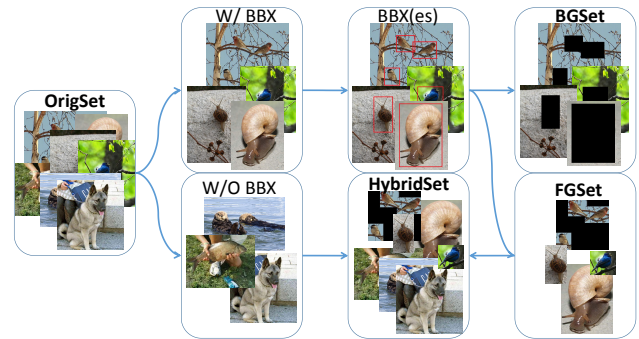 W/ BBX
BBX(es)
BGSet
OrigSet
W/O BBX
HybridSet
FGSet